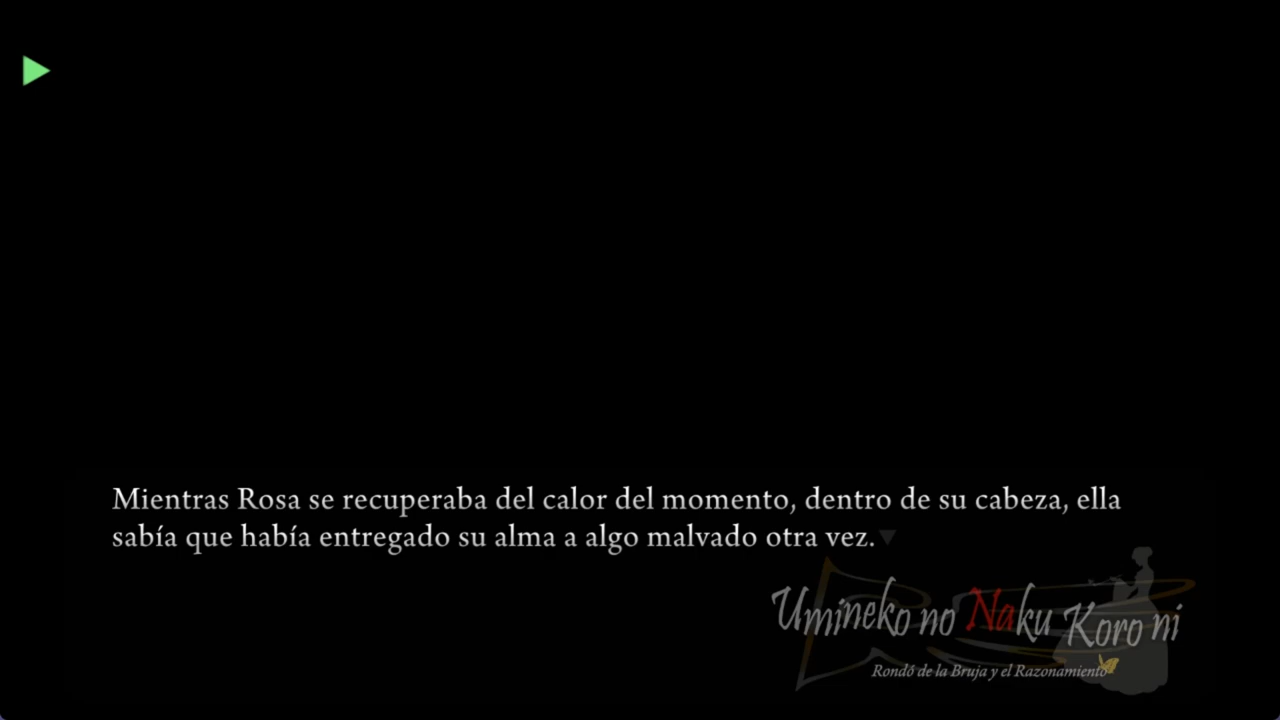 Mientras Rosa se recuperaba del calor del momento, dentro de su cabeza, ella
sabía que había entregado su alma a algo malvado otra vez.
Umineko no Naku Koro ni
Rondó de la Bruja y el Razonamiento